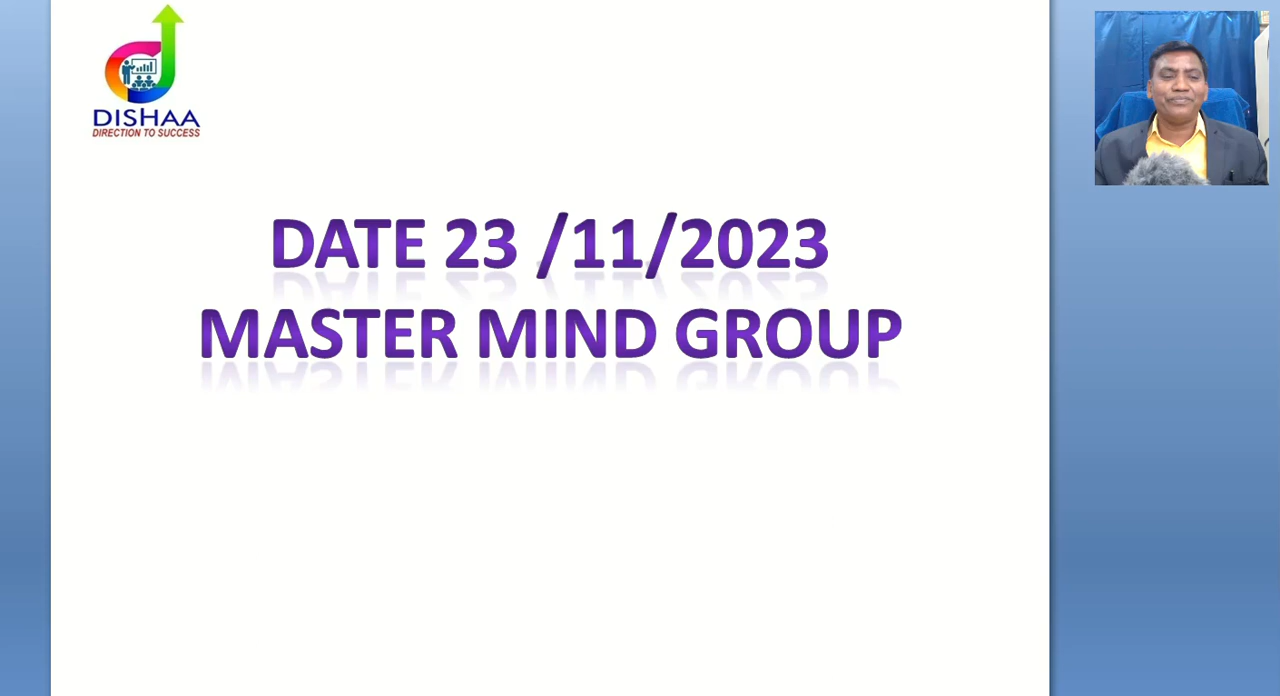 DISHAA
DIRECTION TO SUCCESS
DATE 23 /11/2023
MASTER MIND GROUP